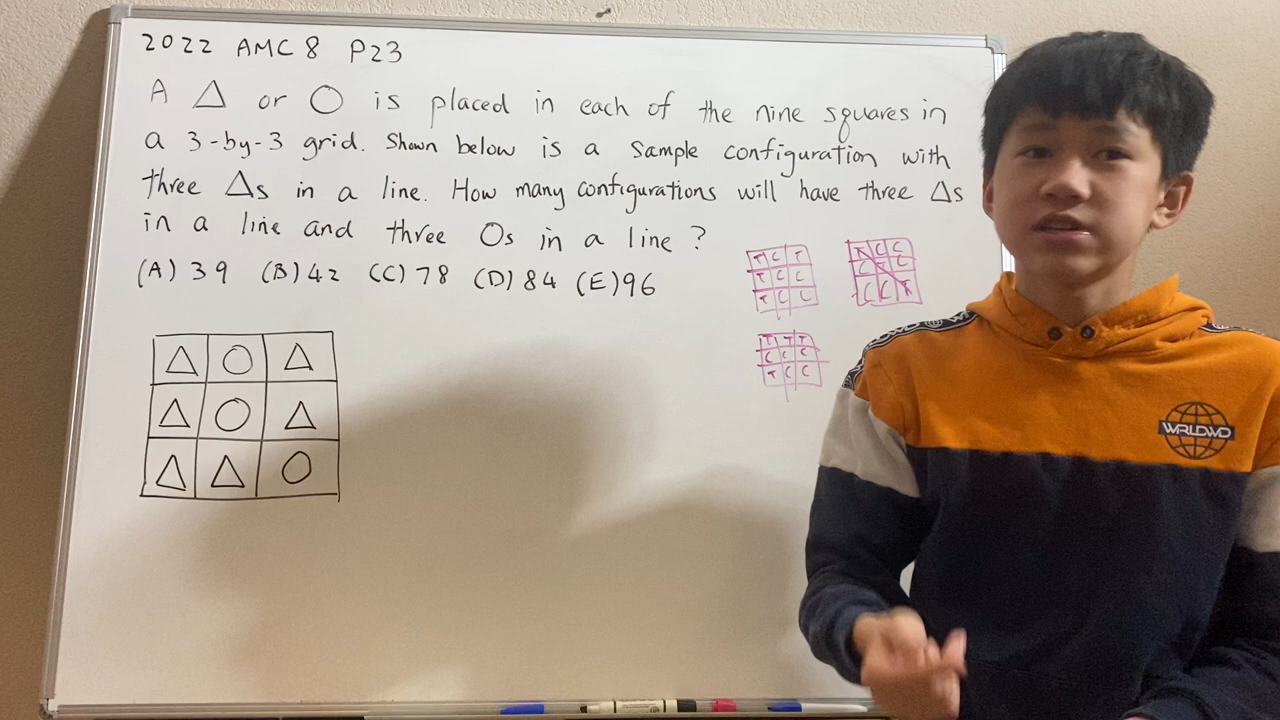 2022 AMC 8 P23
A △ or ○ is placed in each of the nine squares in
a 3-by-3 grid. Shown below is a sample configuration with
three △s in a line. How many configurations will have three △s
in a line and three Os in a line?
(A) 39 (B) 42 (C) 78 (D) 84 (E) 96
T C T
T C C
T C C
T C C
C T C
C C T
T T T
C C C
T C C
△ ○ △
△ ○ △
△ △ ○
WRLDWD